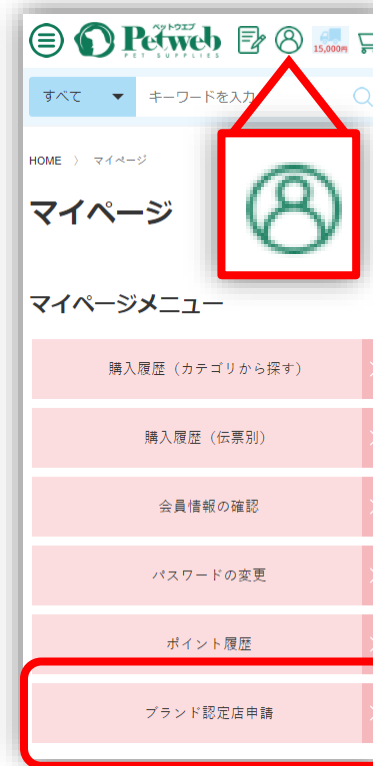 ペットウエブ
Petweb
PET SUPPLIES
15,000円
すべて
キーワードを入力
HOME 〉 マイページ
マイページ
マイページメニュー
購入履歴（カテゴリから探す）
購入履歴（伝票別）
会員情報の確認
パスワードの変更
ポイント履歴
ブランド認定店申請